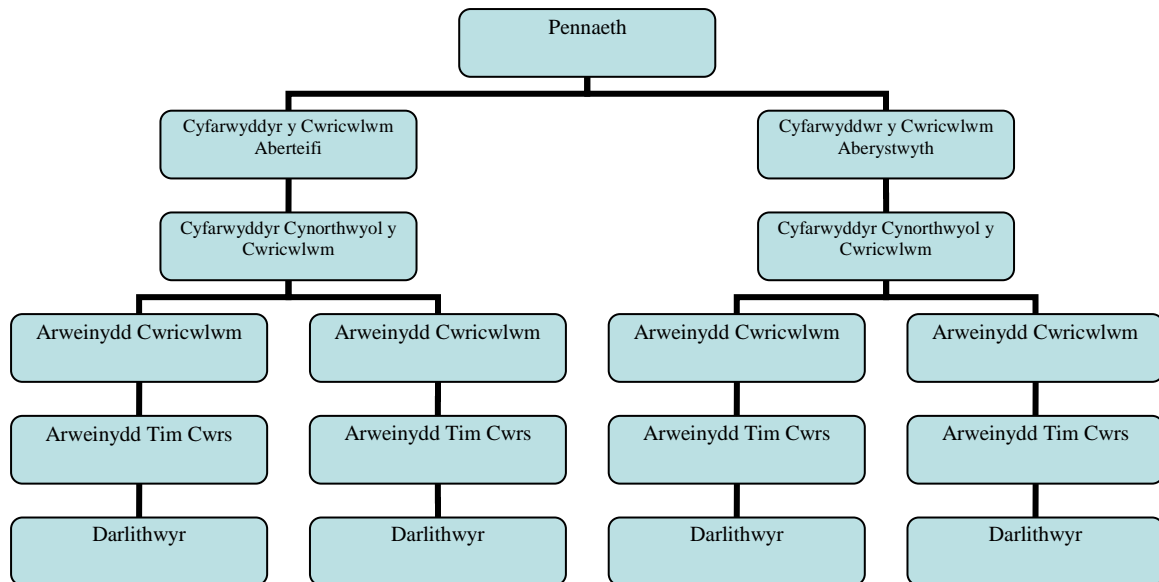 Pennaeth
Cyfarwyddyr y Cwricwlwm
Aberteifi
Cyfarwyddwr y Cwricwlwm
Aberystwyth
Cyfarwyddyr Cynorthwyol y
Cwricwlwm
Cyfarwyddyr Cynorthwyol y
Cwricwlwm
Arweinydd Cwricwlwm
Arweinydd Cwricwlwm
Arweinydd Cwricwlwm
Arweinydd Cwricwlwm
Arweinydd Tim Cwrs
Arweinydd Tim Cwrs
Arweinydd Tim Cwrs
Arweinydd Tim Cwrs
Darlithwyr
Darlithwyr
Darlithwyr
Darlithwyr